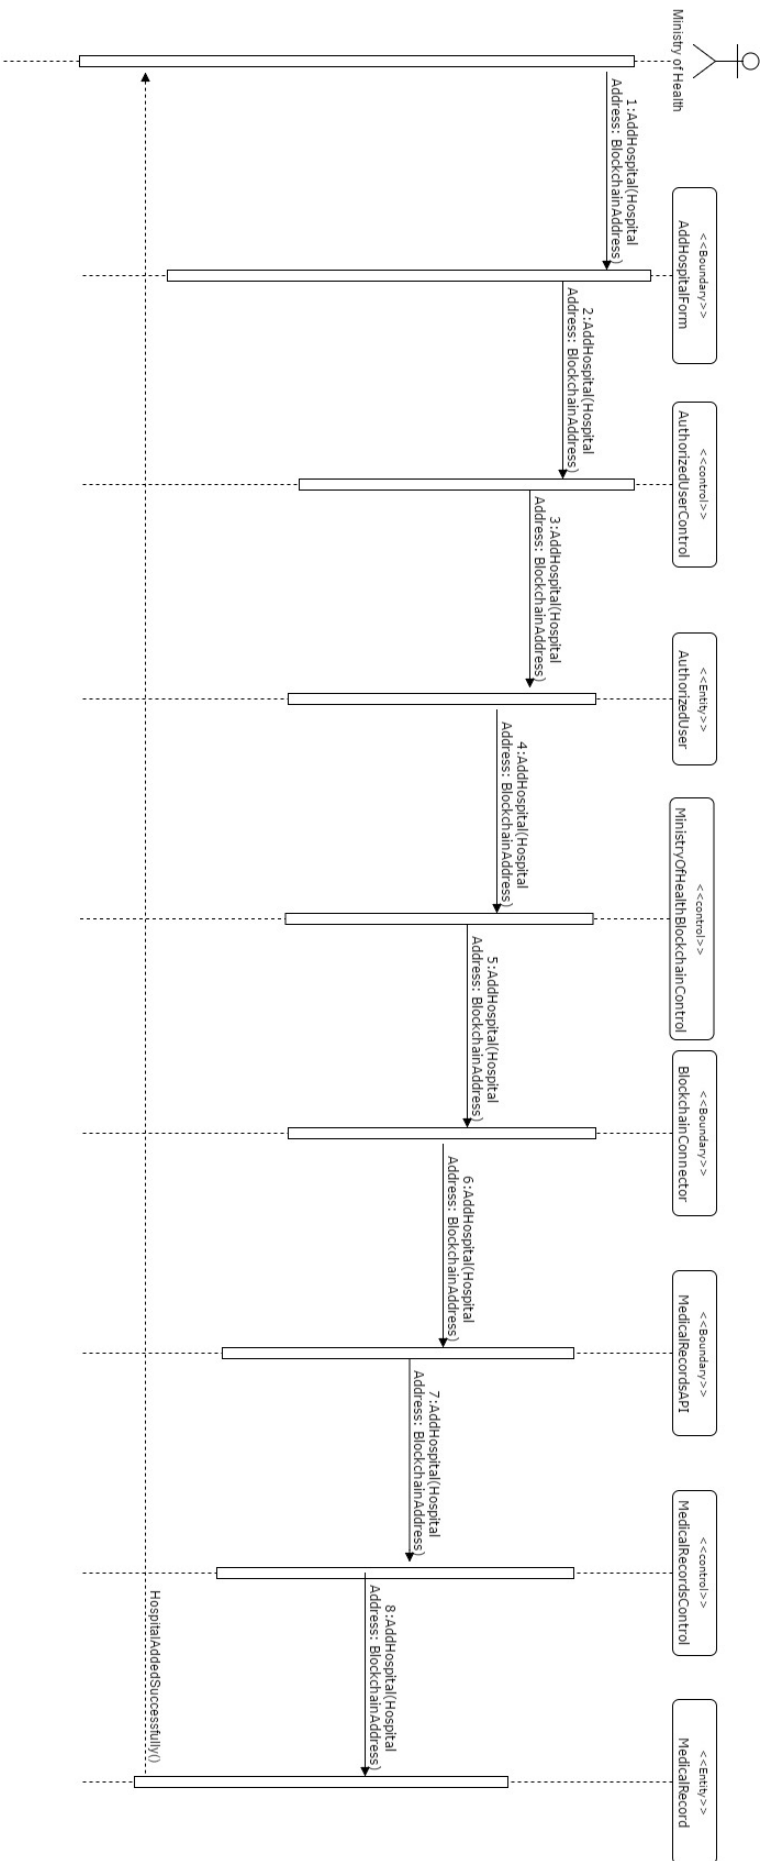 Ministry of Health
<<Boundary>>
AddHospitalForm
<<control>>
AuthorizedUserControl
<<Entity>>
AuthorizedUser
<<control>>
MinistryOfHealthBlockchainControl
<<Boundary>>
BlockchainConnector
<<Boundary>>
MedicalRecordsAPI
<<control>>
MedicalRecordsControl
<<Entity>>
MedicalRecord
1:AddHospital(Hospital
Address: BlockchainAddress)
2:AddHospital(Hospital
Address: BlockchainAddress)
3:AddHospital(Hospital
Address: BlockchainAddress)
4:AddHospital(Hospital
Address: BlockchainAddress)
5:AddHospital(Hospital
Address: BlockchainAddress)
6:AddHospital(Hospital
Address: BlockchainAddress)
7:AddHospital(Hospital
Address: BlockchainAddress)
8:AddHospital(Hospital
Address: BlockchainAddress)
HospitalAddedSuccessfully()